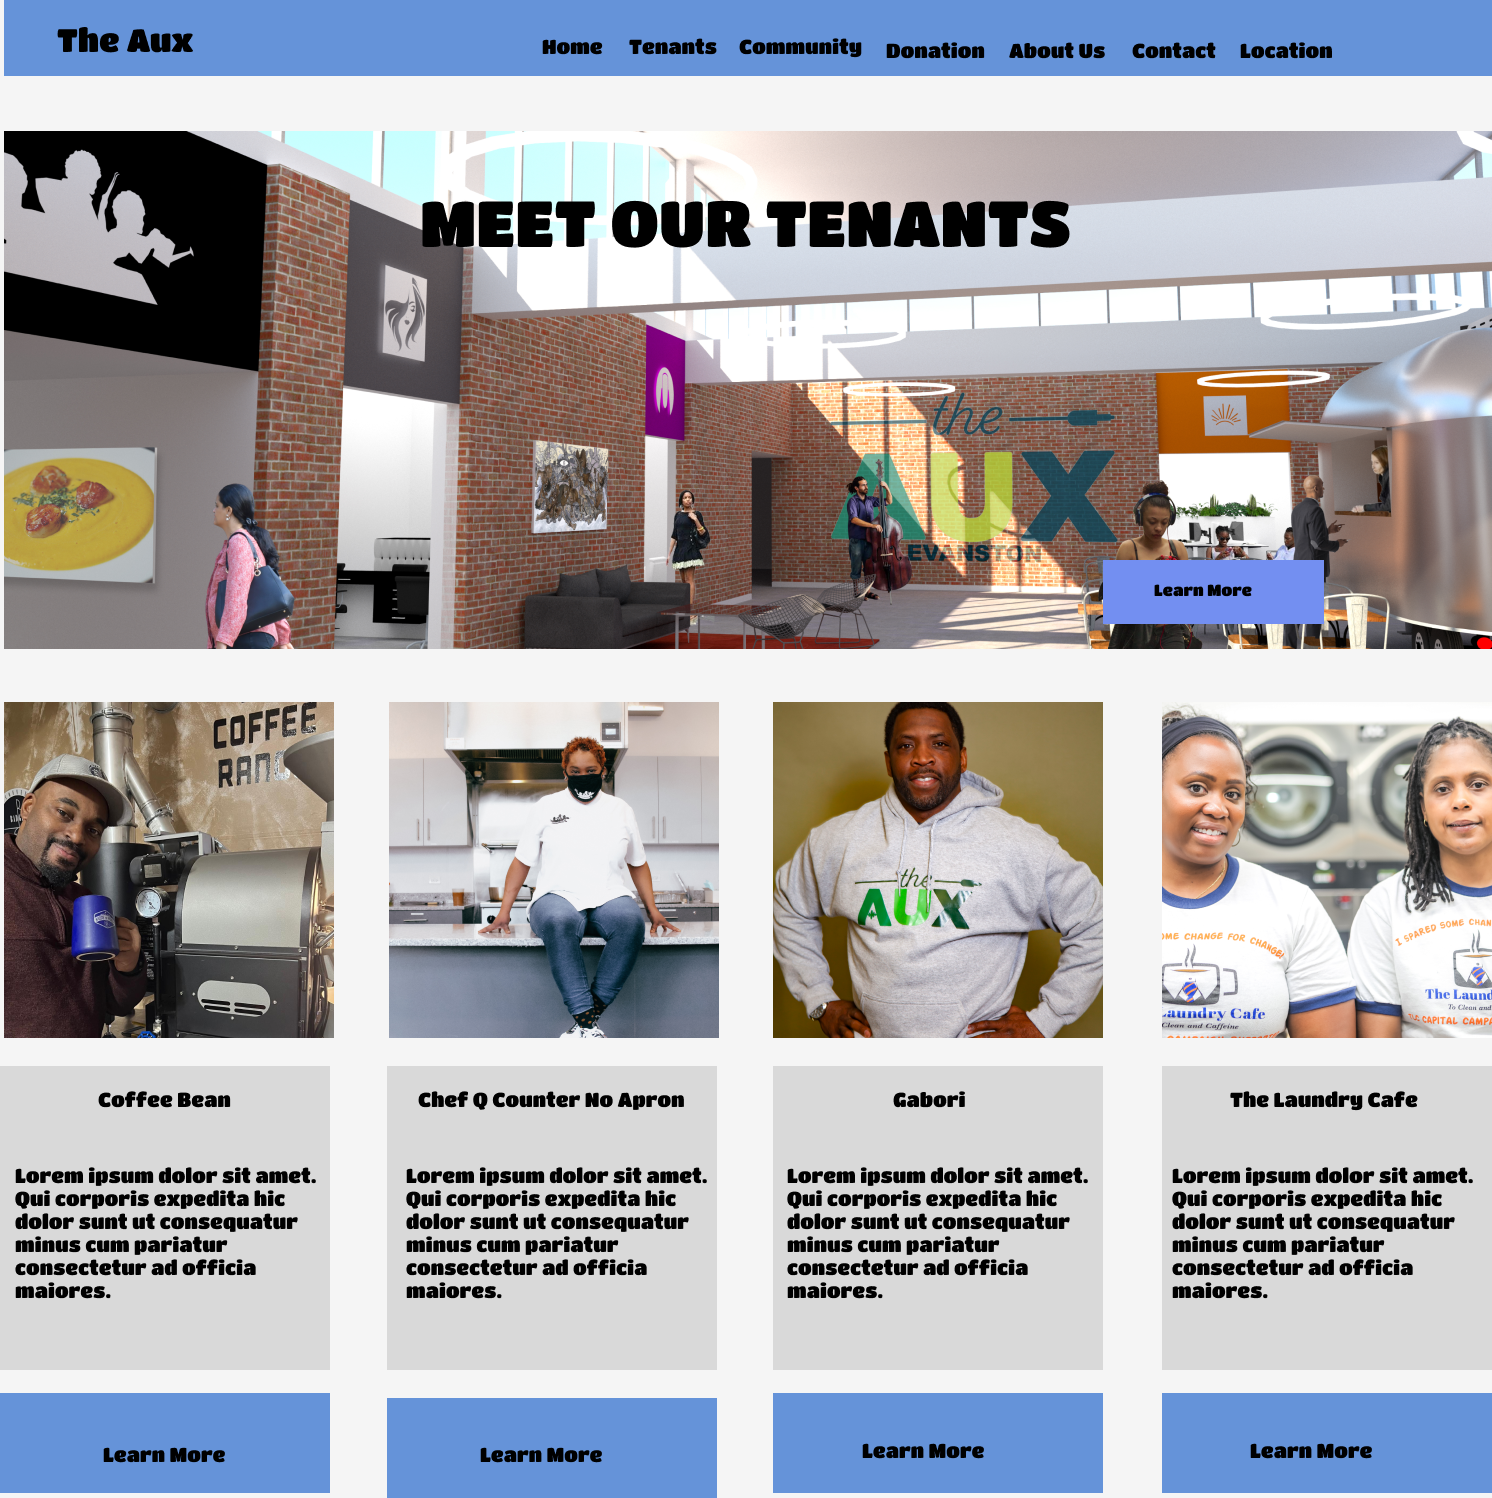 The Aux
Home Tenants Community Donation About Us Contact Location
MEET OUR TENANTS
the
AUX
EVANSTON
Learn More
COFFEE
the
AUX
OME CHANGE FOR CHANGE!
Laundry Cafe
Clean and Caffeine
I SPARED SOME CHAN
The Laund
To Clean and
TLC CAPITAL CAMPA
Coffee Bean
Lorem ipsum dolor sit amet.
Qui corporis expedita hic
dolor sunt ut consequatur
minus cum pariatur
consectetur ad officia
maiores.
Learn More
Chef Q Counter No Apron
Lorem ipsum dolor sit amet.
Qui corporis expedita hic
dolor sunt ut consequatur
minus cum pariatur
consectetur ad officia
maiores.
Learn More
Gabori
Lorem ipsum dolor sit amet.
Qui corporis expedita hic
dolor sunt ut consequatur
minus cum pariatur
consectetur ad officia
maiores.
Learn More
The Laundry Cafe
Lorem ipsum dolor sit amet.
Qui corporis expedita hic
dolor sunt ut consequatur
minus cum pariatur
consectetur ad officia
maiores.
Learn More